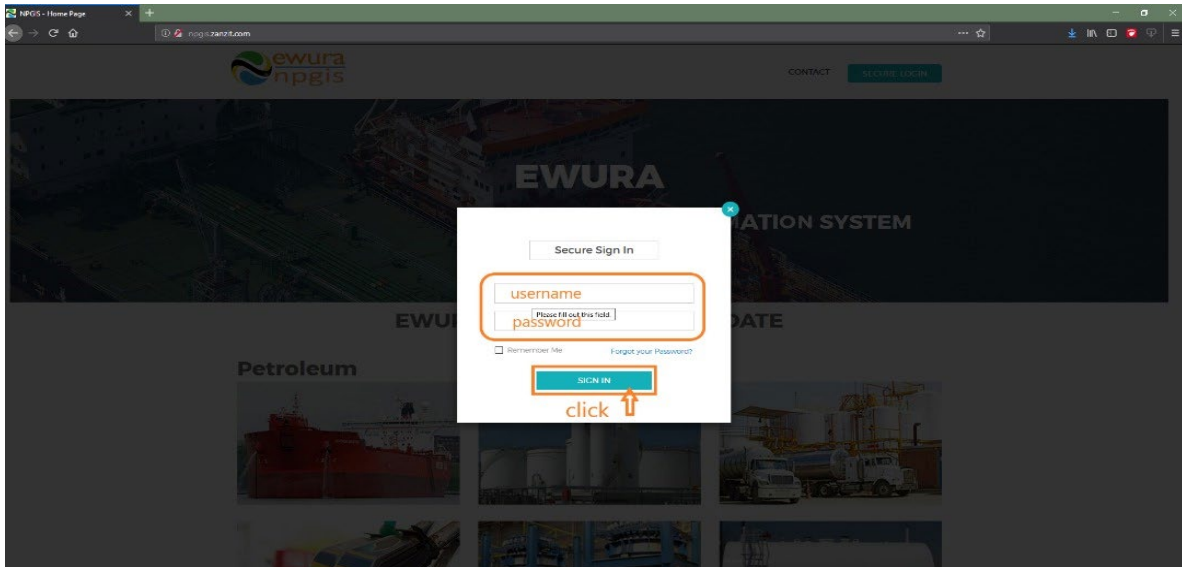 NPGIS - Home Page
npgis.zanzit.com
ewura
npgis
CONTACT
SECURE LOGIN
EWURA
ATION SYSTEM
Secure Sign In
username
Please fill out this field.
password
Remember Me
Forgot your Password?
SIGN IN
click
EWU
DATE
Petroleum